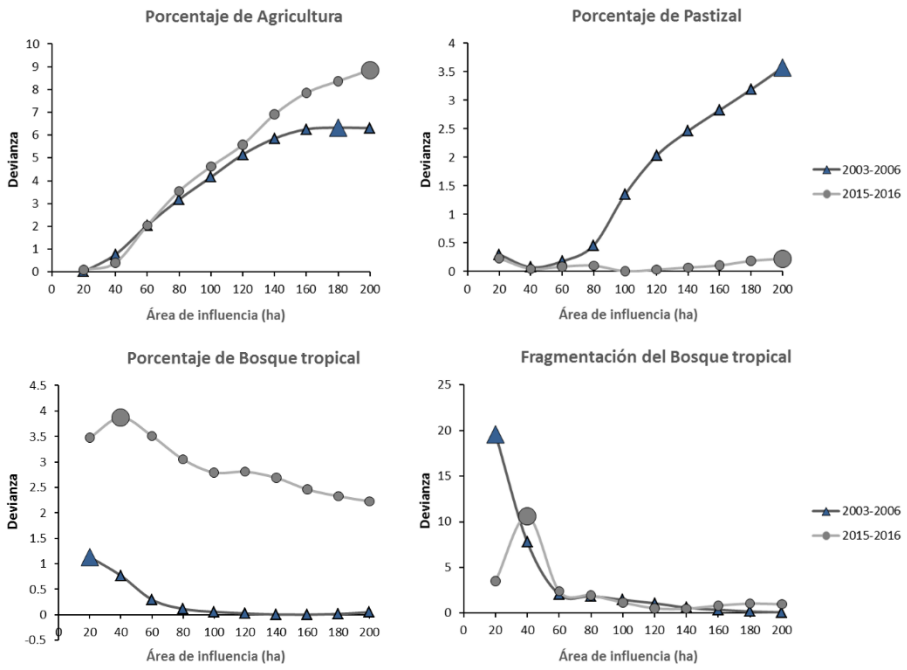 Porcentaje de Agricultura
10
9
8
7
6
5
4
3
2
1
0
Devianza
0 20 40 60 80 100 120 140 160 180 200
Área de influencia (ha)
Porcentaje de Pastizal
4
3.5
3
2.5
2
1.5
1
0.5
0
Devianza
0 20 40 60 80 100 120 140 160 180 200
Área de influencia (ha)
2003-2006
2015-2016
Porcentaje de Bosque tropical
4.5
4
3.5
3
2.5
2
1.5
1
0.5
0
-0.5
Devianza
0 20 40 60 80 100 120 140 160 180 200
Área de influencia (ha)
Fragmentación del Bosque tropical
25
20
15
10
5
0
Devianza
0 20 40 60 80 100 120 140 160 180 200
Área de influencia (ha)
2003-2006
2015-2016